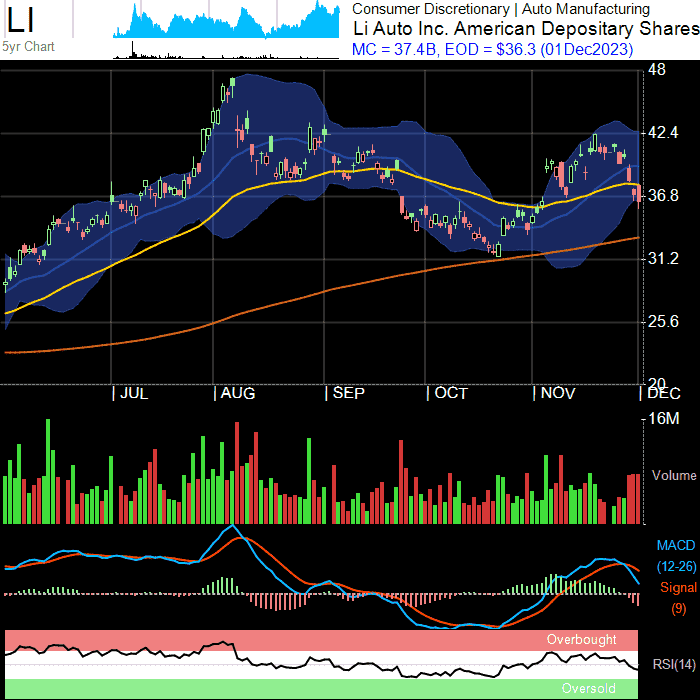 LI
5yr Chart
Consumer Discretionary | Auto Manufacturing
Li Auto Inc. American Depositary Shares
MC = 37.4B, EOD = $36.3 (01Dec2023)
48
42.4
36.8
31.2
25.6
20
| JUL | AUG | SEP | OCT | NOV | DEC
16M
Volume
MACD
(12-26)
Signal
(9)
Overbought
RSI(14)
Oversold